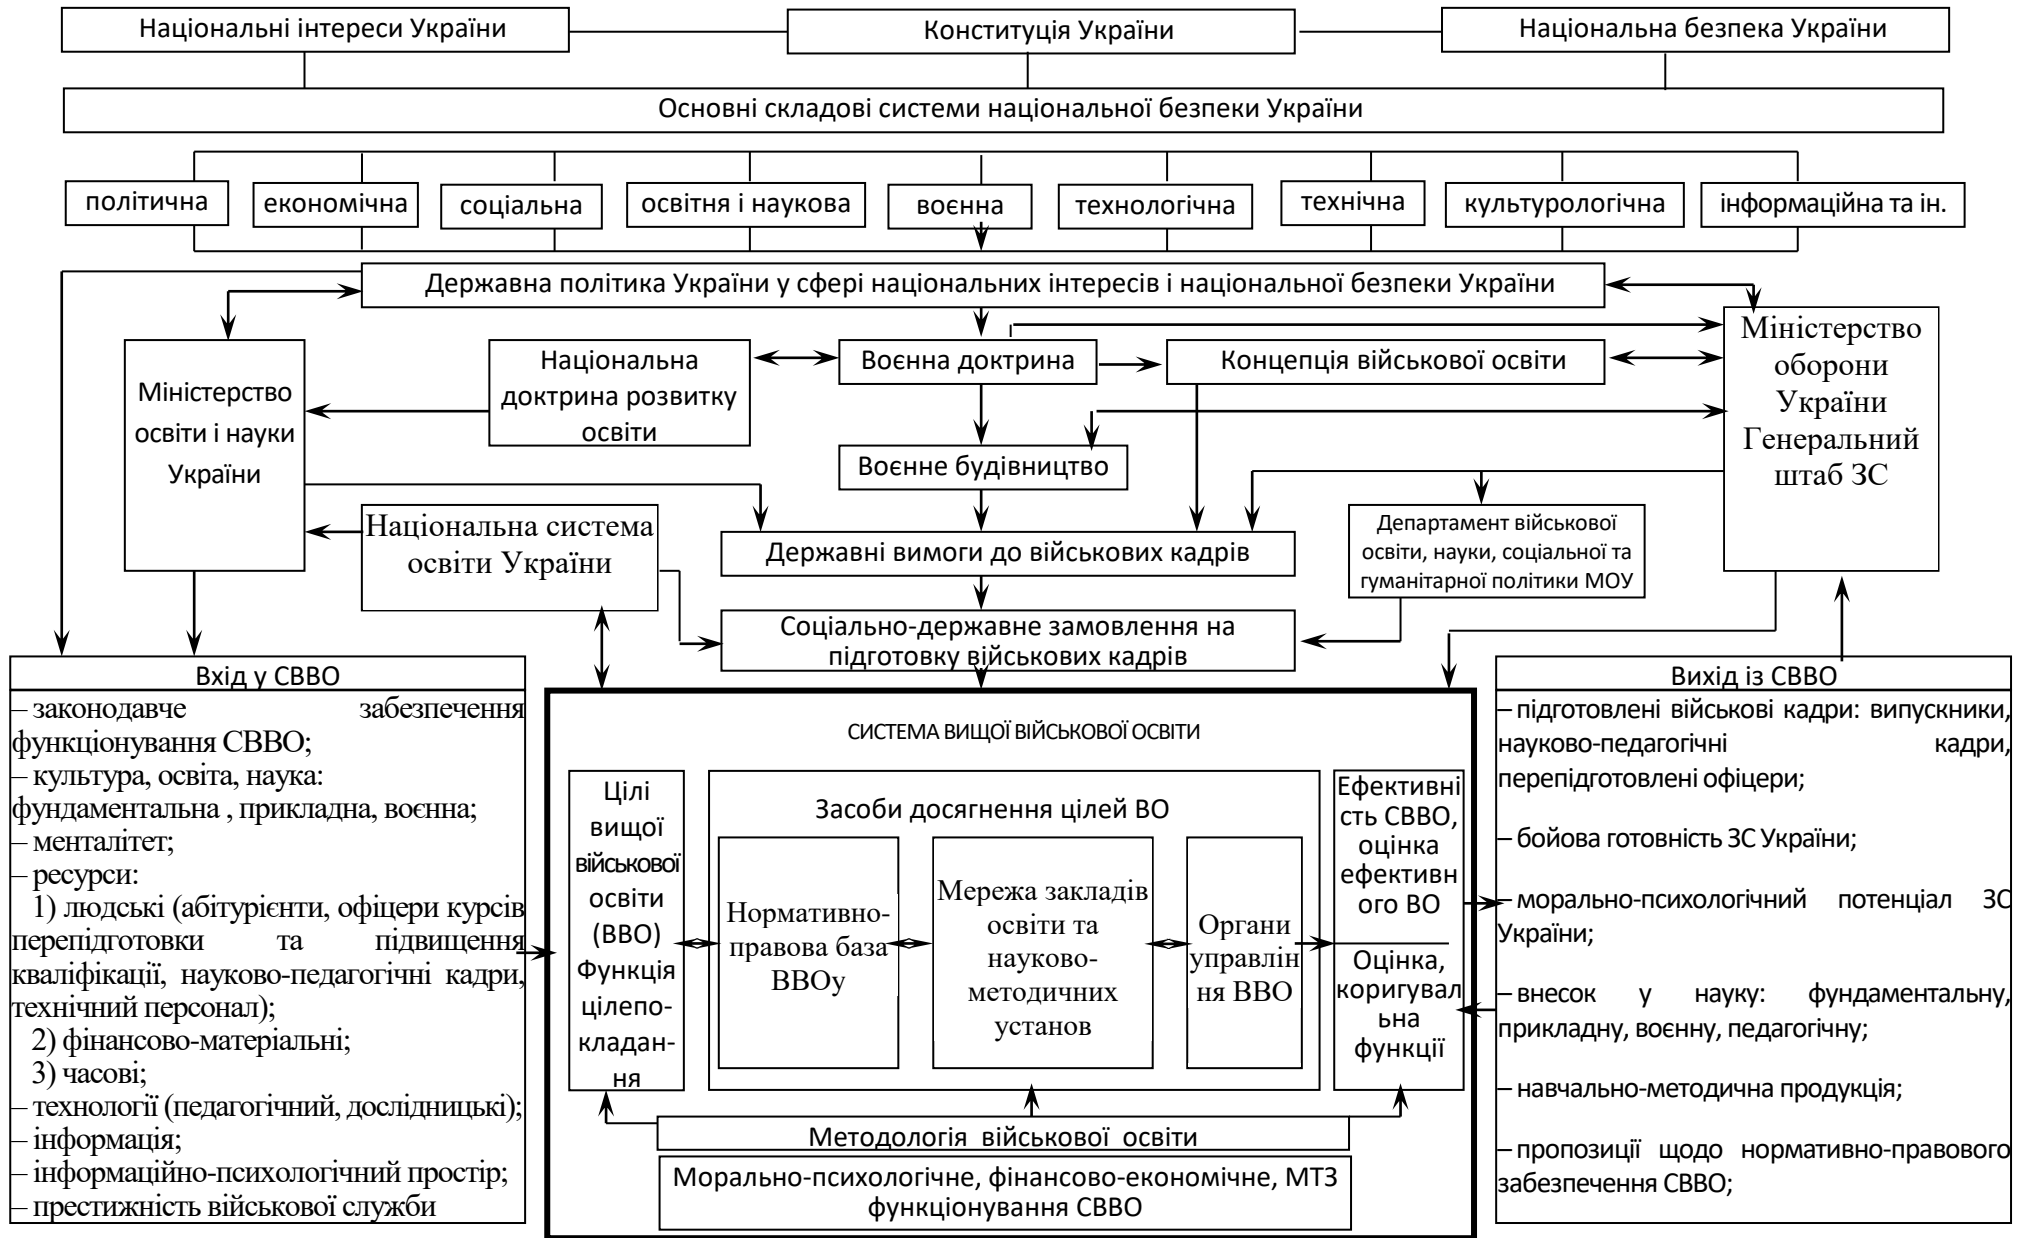 Національні інтереси України
Конституція України
Національна безпека України
Основні складові системи національної безпеки України
політична
економічна
соціальна
освітня і наукова
воєнна
технологічна
технічна
культурологічна
інформаційна та ін.
Державна політика України у сфері національних інтересів і національної безпеки України
Міністерство
освіти і науки
України
Національна
доктрина розвитку
освіти
Воєнна доктрина
Концепція військової освіти
Міністерство
оборони
України
Генеральний
штаб ЗС
Воєнне будівництво
Національна система
освіти України
Державні вимоги до військових кадрів
Департамент військової
освіти, науки, соціальної та
гуманітарної політики МОУ
Соціально-державне замовлення на
підготовку військових кадрів
Вхід у СВВО
– законодавче забезпечення
функціонування СВВО;
– культура, освіта, наука:
фундаментальна , прикладна, воєнна;
– менталітет;
– ресурси:
1) людські (абітурієнти, офіцери курсів
перепідготовки та підвищення
кваліфікації, науково-педагогічні кадри,
технічний персонал);
2) фінансово-матеріальні;
3) часові;
– технології (педагогічний, дослідницькі);
– інформація;
– інформаційно-психологічний простір;
– престижність військової служби
СИСТЕМА ВИЩОЇ ВІЙСЬКОВОЇ ОСВІТИ
Цілі
вищої
військової
освіти
(ВВО)
Функція
цілепо-
кладан-
ня
Засоби досягнення цілей ВО
Нормативно-
правова база
ВВОу
Мережа закладів
освіти та
науково-
методичних
установ
Органи
управлін
ня ВВО
Ефективні
сть СВВО,
оцінка
ефективн
ого ВО
Оцінка,
коригувал
ьна
функції
Методологія військової освіти
Морально-психологічне, фінансово-економічне, МТЗ
функціонування СВВО
Вихід із СВВО
– підготовлені військові кадри: випускники,
науково-педагогічні кадри,
перепідготовлені офіцери;
– бойова готовність ЗС України;
– морально-психологічний потенціал ЗС
України;
– внесок у науку: фундаментальну,
прикладну, воєнну, педагогічну;
– навчально-методична продукція;
– пропозиції щодо нормативно-правового
забезпечення СВВО;